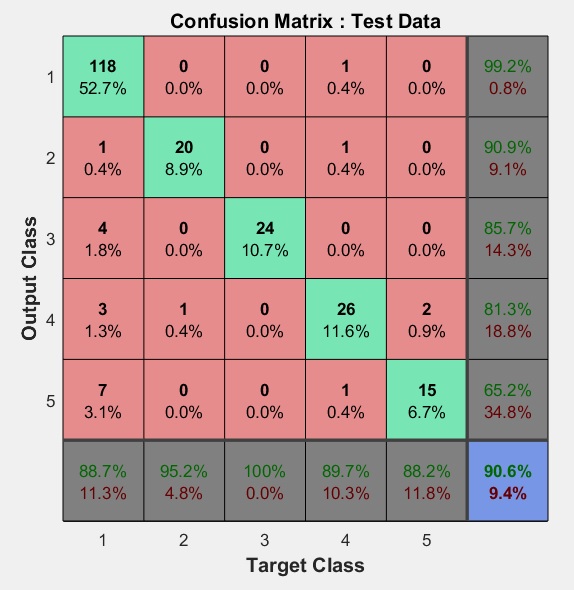 Confusion Matrix : Test Data
118 0 0 1 0 99.2%
1
52.7% 0.0% 0.0% 0.4% 0.0% 0.8%
1 20 0 1 0 90.9%
2
0.4% 8.9% 0.0% 0.4% 0.0% 9.1%
4 0 24 0 0 85.7%
3
1.8% 0.0% 10.7% 0.0% 0.0% 14.3%
3 1 0 26 2 81.3%
4
1.3% 0.4% 0.0% 11.6% 0.9% 18.8%
7 0 0 1 15 65.2%
5
3.1% 0.0% 0.0% 0.4% 6.7% 34.8%
88.7% 95.2% 100% 89.7% 88.2% 90.6%
11.3% 4.8% 0.0% 10.3% 11.8% 9.4%
1 2 3 4 5
Target Class
Output Class